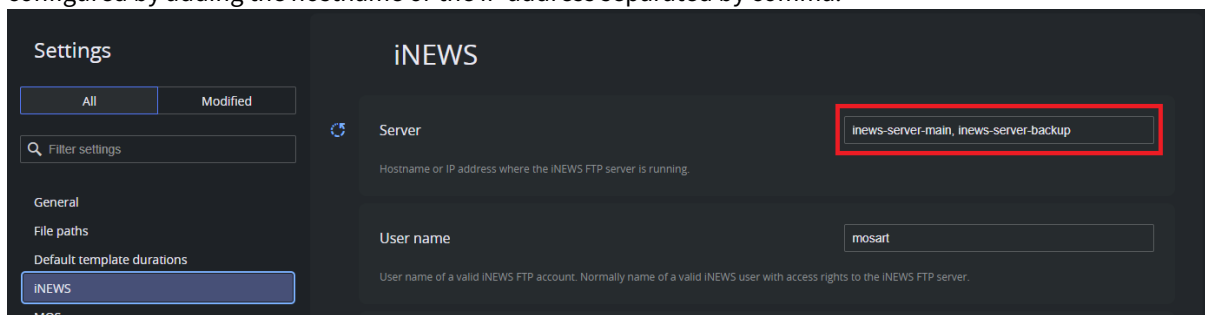 configured by adding the hostname or the IP address separated by comma.
Settings
All Modified
Filter settings
General
File paths
Default template durations
iNEWS
MOS
iNEWS
Server
inews-server-main, inews-server-backup
Hostname or IP address where the iNEWS FTP server is running.
User name
mosart
User name of a valid iNEWS FTP account. Normally name of a valid iNEWS user with access rights to the iNEWS FTP server.